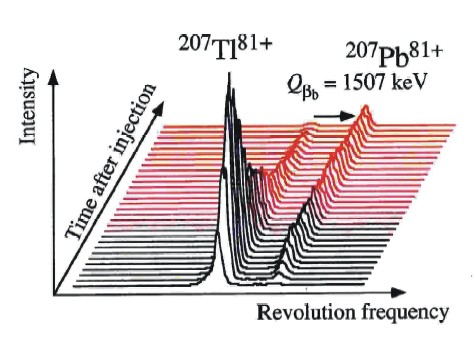 ²⁰⁷Tl⁸¹⁺
²⁰⁷Pb⁸¹⁺
Qβb = 1507 keV
Intensity
Time after injection
Revolution frequency